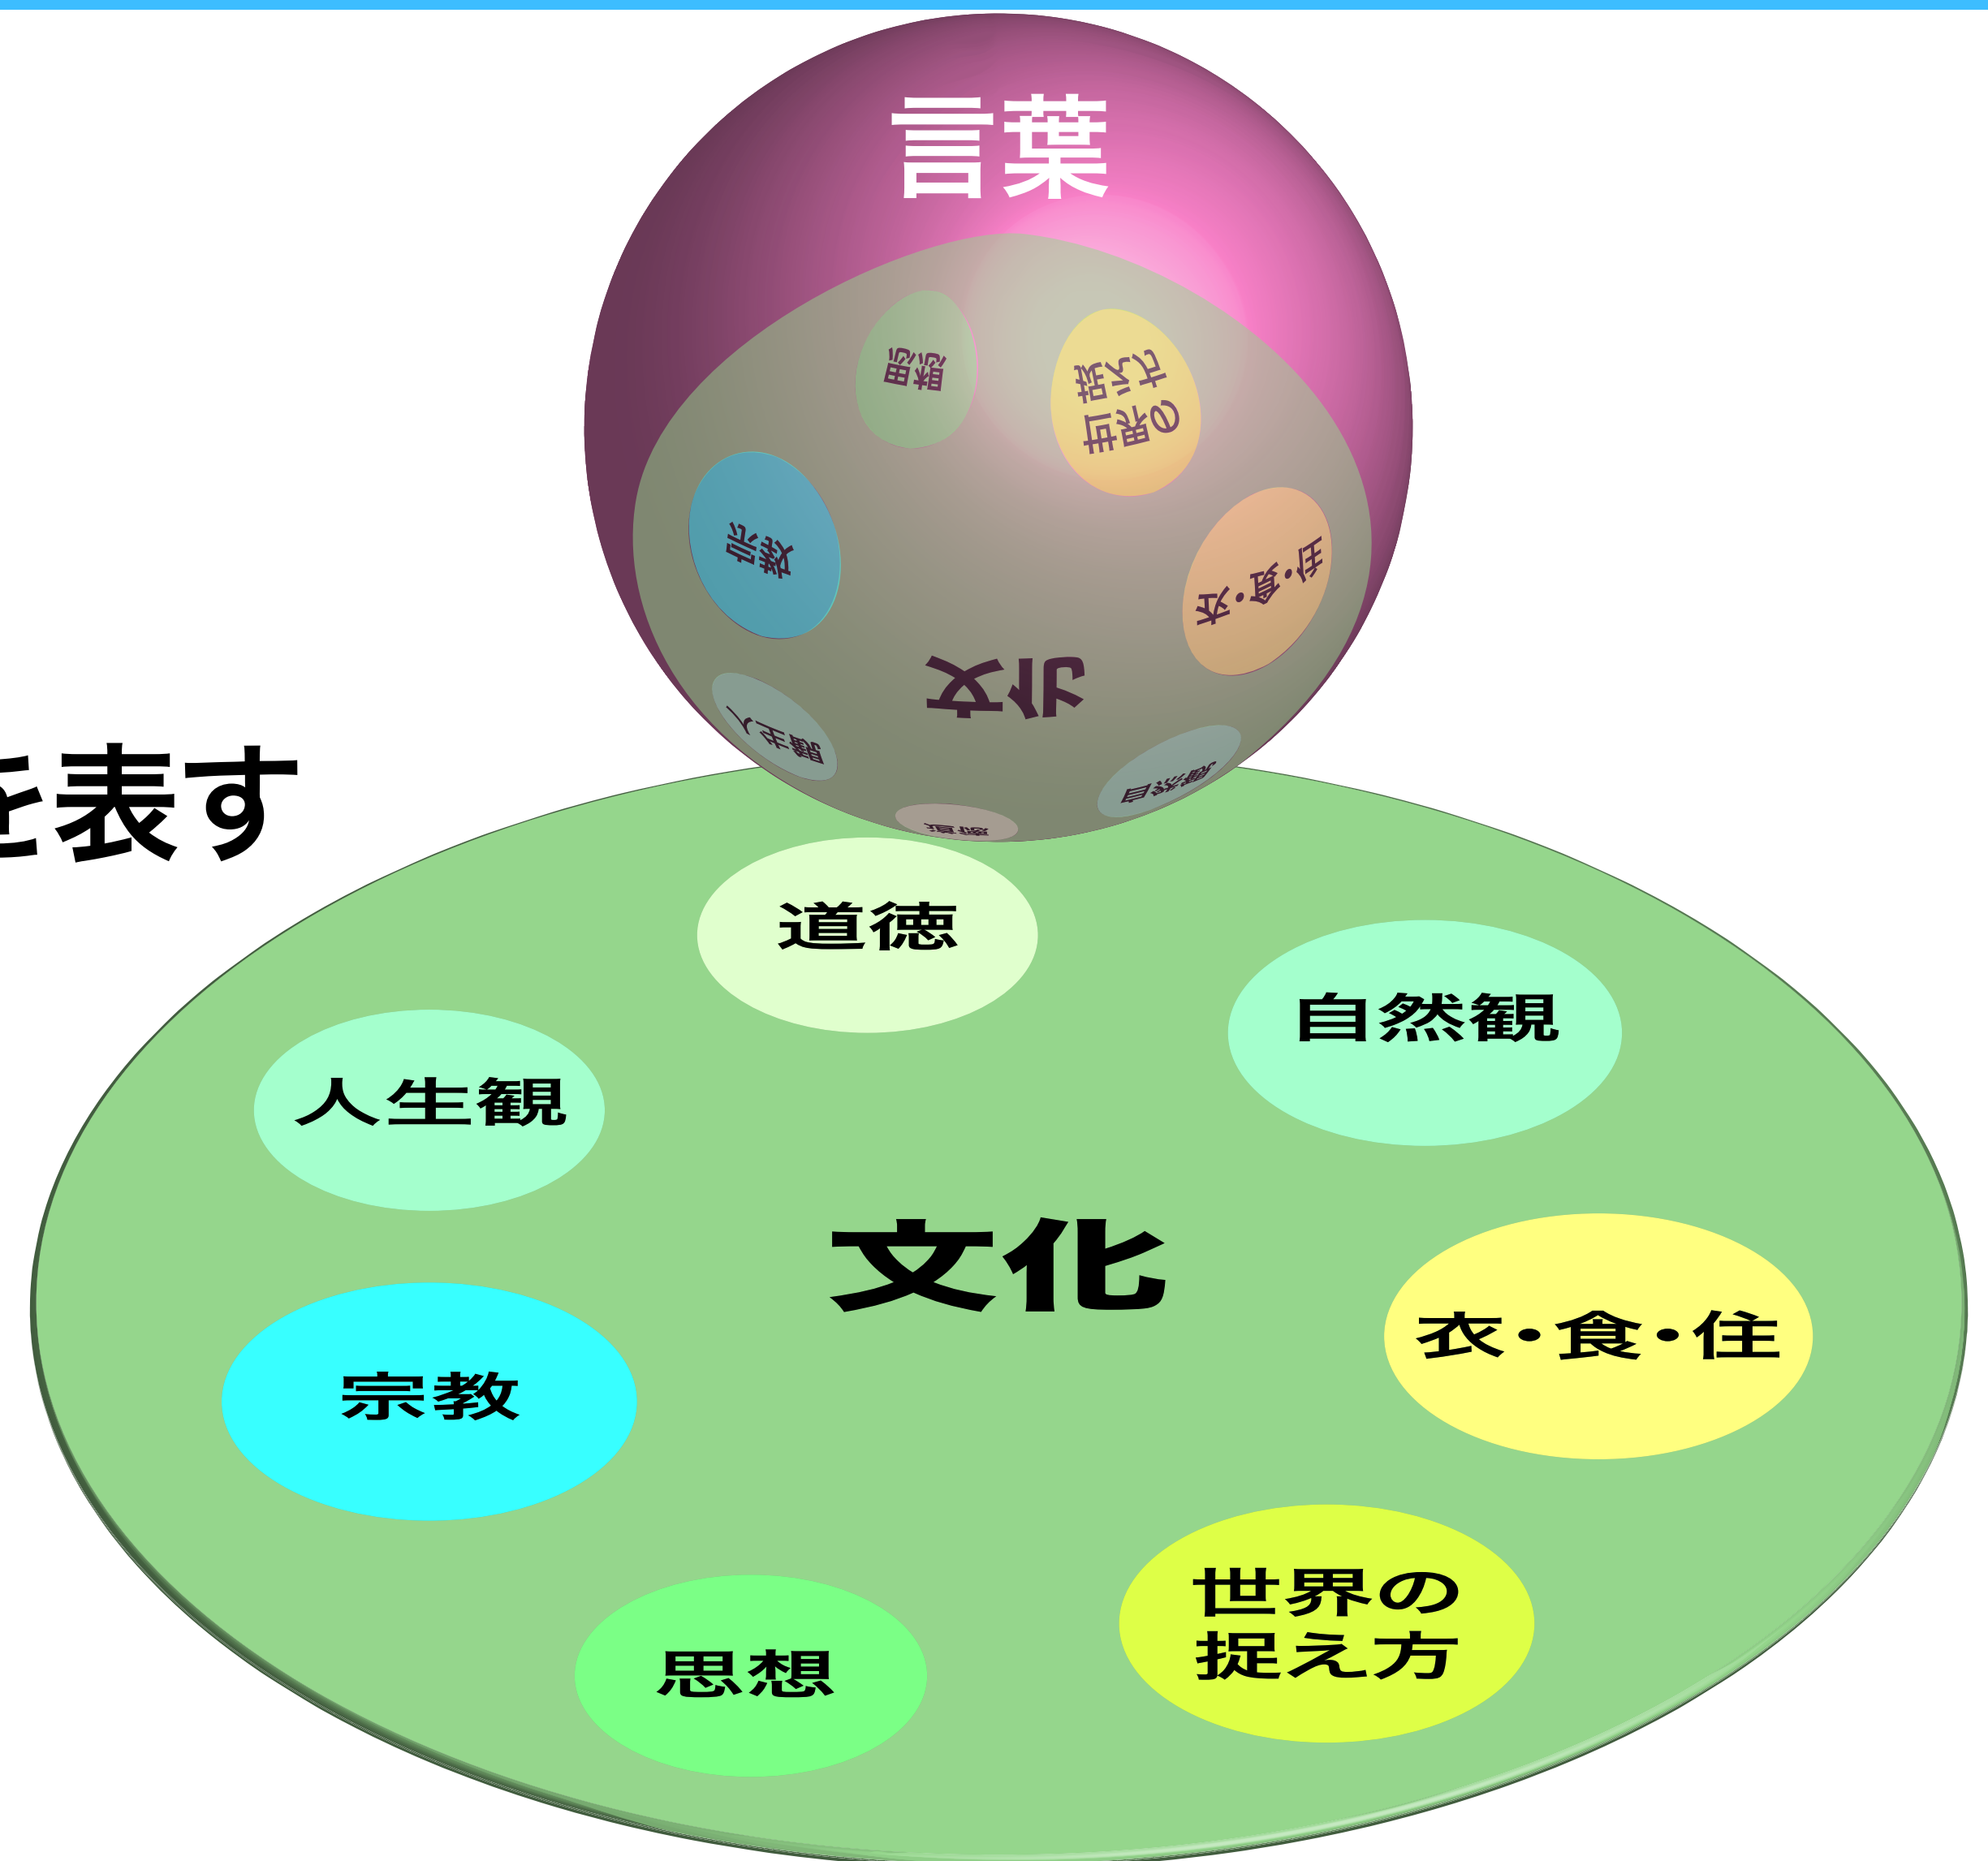 言葉
思想
世界の
捉え方
宗教
衣・食・住
文化
人生観
自然観
道徳
を表す
道徳
自然観
人生観
文化
衣・食・住
宗教
世界の
捉え方
思想